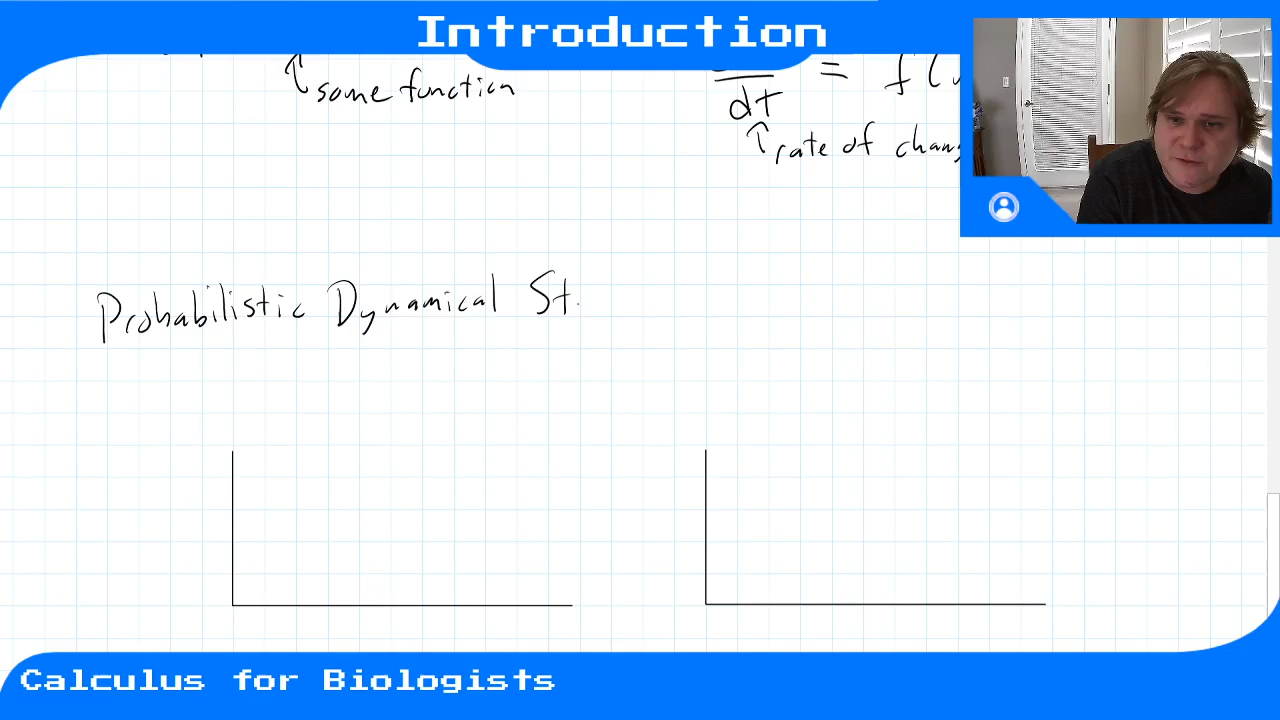 Introduction
↑ some function
dt = f(
↑ rate of chang
Probabilistic Dynamical St
Calculus for Biologists